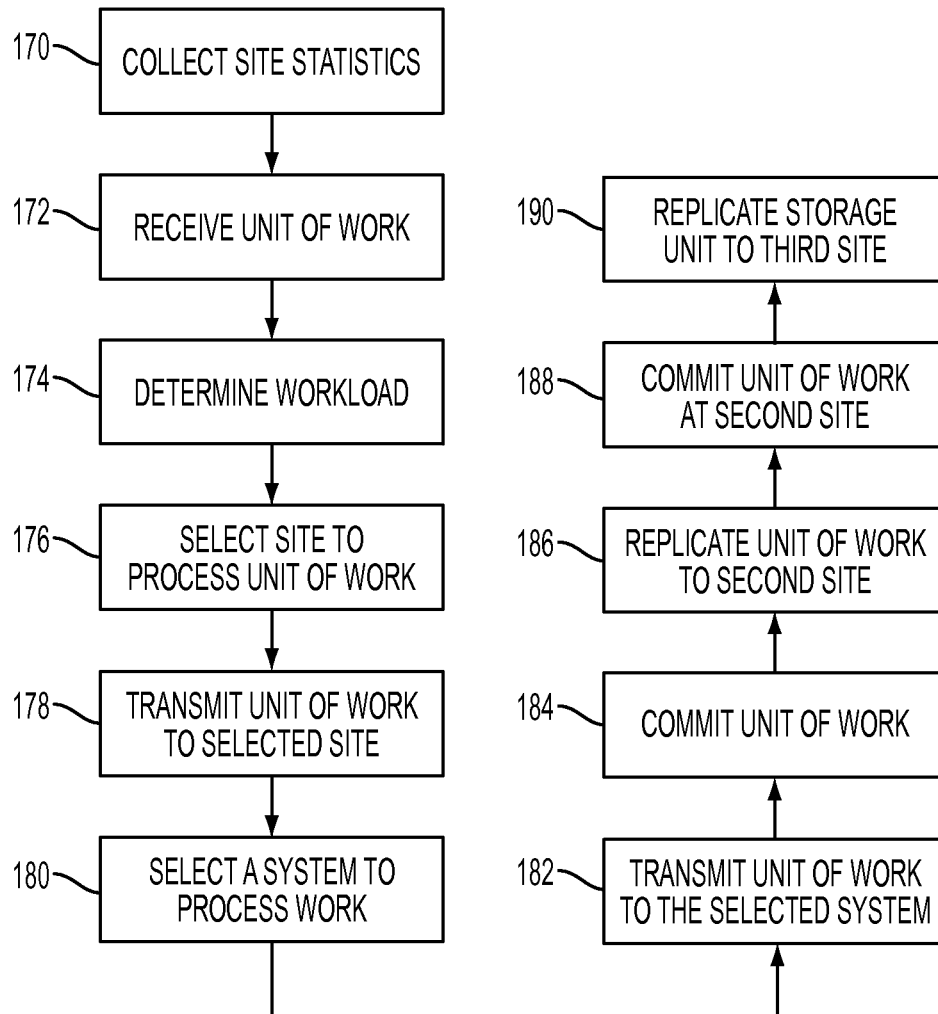 170
COLLECT SITE STATISTICS
172
RECEIVE UNIT OF WORK
174
DETERMINE WORKLOAD
176
SELECT SITE TO
PROCESS UNIT OF WORK
178
TRANSMIT UNIT OF WORK
TO SELECTED SITE
180
SELECT A SYSTEM TO
PROCESS WORK
182
TRANSMIT UNIT OF WORK
TO THE SELECTED SYSTEM
184
COMMIT UNIT OF WORK
186
REPLICATE UNIT OF WORK
TO SECOND SITE
188
COMMIT UNIT OF WORK
AT SECOND SITE
190
REPLICATE STORAGE
UNIT TO THIRD SITE